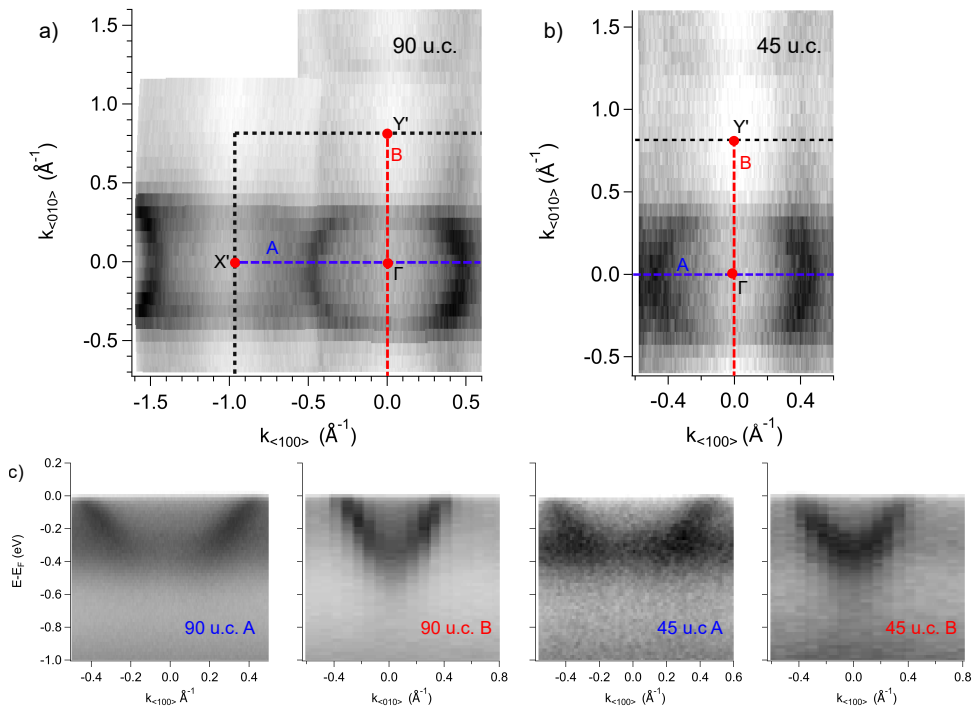 a)
90 u.c.
1.5
1.0
0.5
0.0
-0.5
k<010> (Å-1)
Y'
B
A
X'
Γ
-1.5
-1.0
-0.5
0.0
0.5
k<100> (Å-1)
b)
45 u.c.
1.5
1.0
0.5
0.0
-0.5
k<010> (Å-1)
Y'
B
A
Γ
-0.4
0.0
0.4
k<100> (Å-1)
c)
0.2
0.0
-0.2
-0.4
-0.6
-0.8
-1.0
E-EF (eV)
90 u.c. A
-0.4
-0.2
0.0
0.2
0.4
k<100> Å-1
90 u.c. B
-0.4
0.0
0.4
0.8
k<010> (Å-1)
45 u.c A
-0.4
-0.2
0.0
0.2
0.4
0.6
k<100> (Å-1)
45 u.c. B
-0.8
-0.4
0.0
0.4
0.8
k<100> (Å-1)